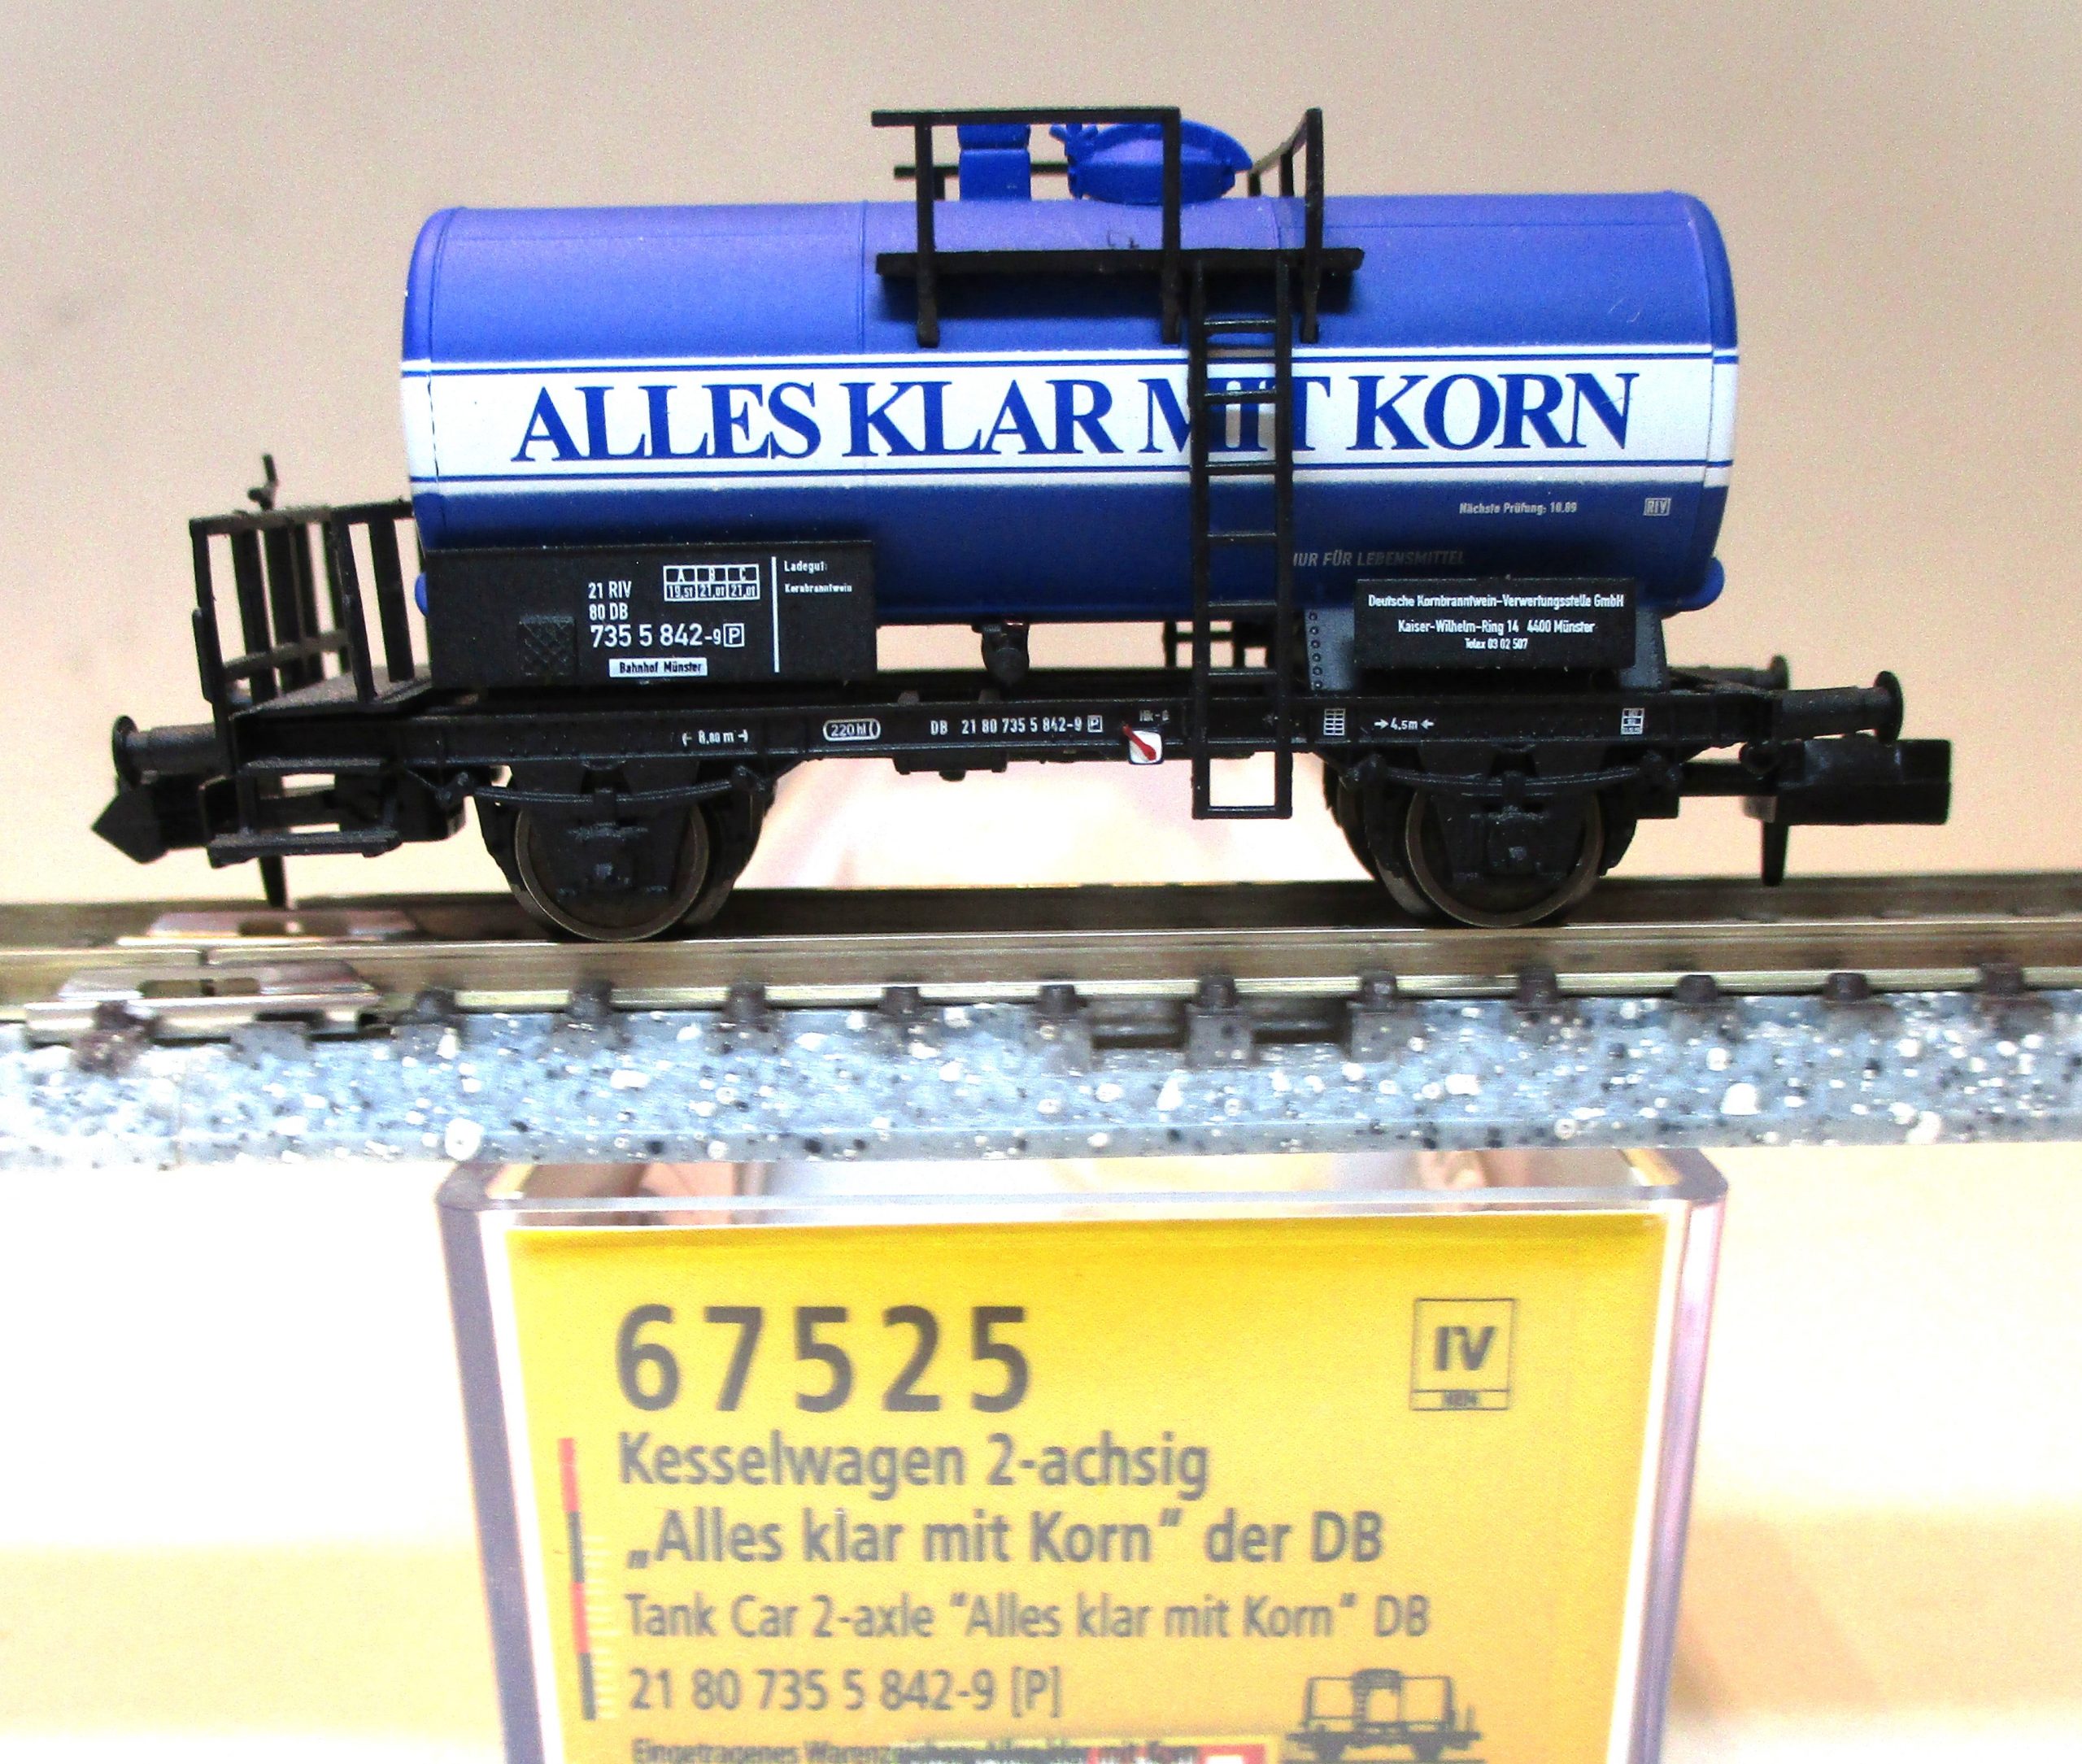 ALLES KLAR MIT KORN
Nächste Prüfung: 10.89
RIV
NUR FÜR LEBENSMITTEL
21 RIV
80 DB
735 5 842-9 P
Bahnhof Münster
A B C
Ladegut:
Kornbranntwein
Deutsche Kornbranntwein-Verwertungsstelle GmbH
Kaiser-Wilhelm-Ring 14 4400 Münster
Telex 03 02 507
8,80 m
220 hl
DB 21 80 735 5 842-9 P
4,5m
67525
IV
Kesselwagen 2-achsig
„Alles klar mit Korn“ der DB
Tank Car 2-axle "Alles klar mit Korn" DB
21 80 735 5 842-9 [P]
Eingetragenes Warenzeichen